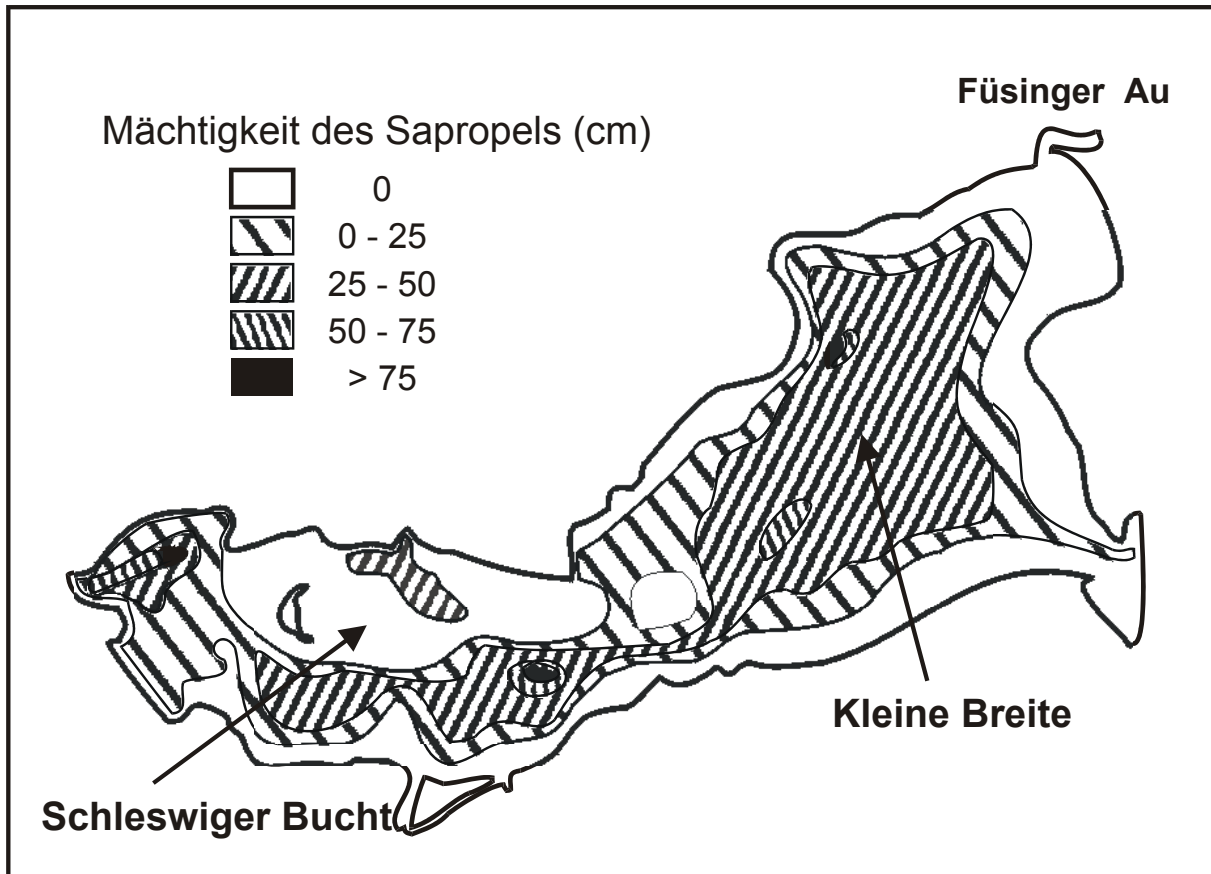 Füsinger Au
Mächtigkeit des Sapropels (cm)
0
0 - 25
25 - 50
50 - 75
> 75
Kleine Breite
Schleswiger Bucht